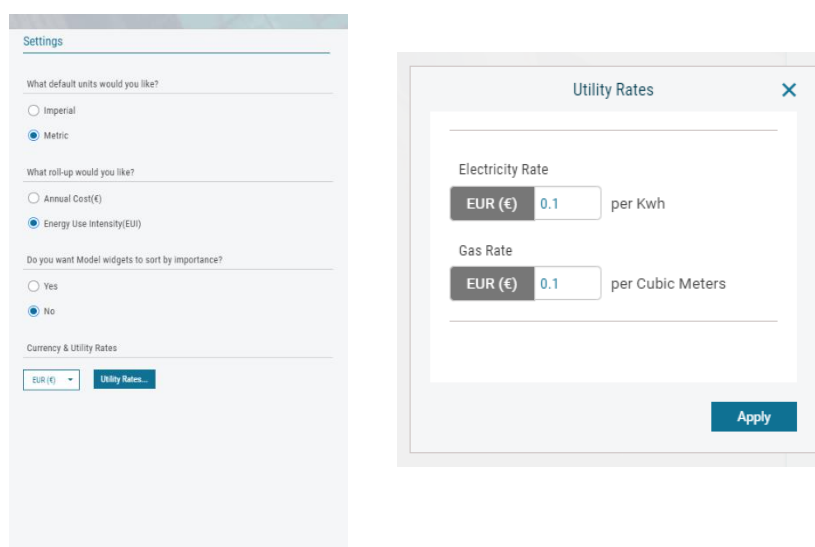 Settings
What default units would you like?
Imperial
Metric
What roll-up would you like?
Annual Cost(€)
Energy Use Intensity(EUI)
Do you want Model widgets to sort by importance?
Yes
No
Currency & Utility Rates
EUR (€) Utility Rates...
Utility Rates
Electricity Rate
EUR (€) 0.1 per Kwh
Gas Rate
EUR (€) 0.1 per Cubic Meters
Apply